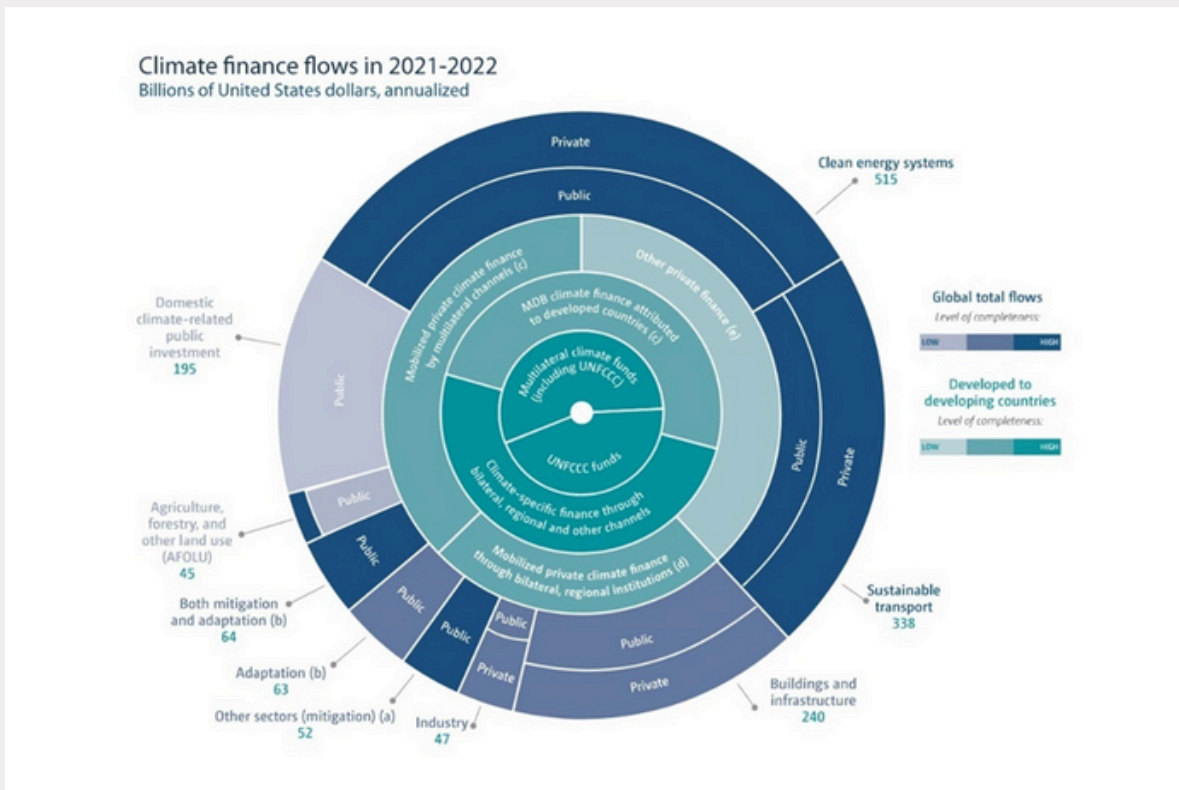 Climate finance flows in 2021-2022
Billions of United States dollars, annualized
Private
Public
Clean energy systems
515
Mobilized private climate finance
by multilateral channels (c)
Other private finance (e)
MDB climate finance attributed
to developed countries (c)
Multilateral climate funds
(including UNFCCC)
UNFCCC funds
Climate-specific finance through
bilateral, regional and other channels
Mobilized private climate finance
through bilateral, regional institutions (d)
Global total flows
Level of completeness:
LOW
HIGH
Developed to
developing countries
Level of completeness:
LOW
HIGH
Domestic
climate-related
public
investment
195
Public
Public
Private
Agriculture,
forestry, and
other land use
(AFOLU)
45
Public
Both mitigation
and adaptation (b)
64
Public
Adaptation (b)
63
Public
Other sectors (mitigation) (a)
52
Public
Public
Private
Industry
47
Public
Private
Buildings and
infrastructure
240
Sustainable
transport
338